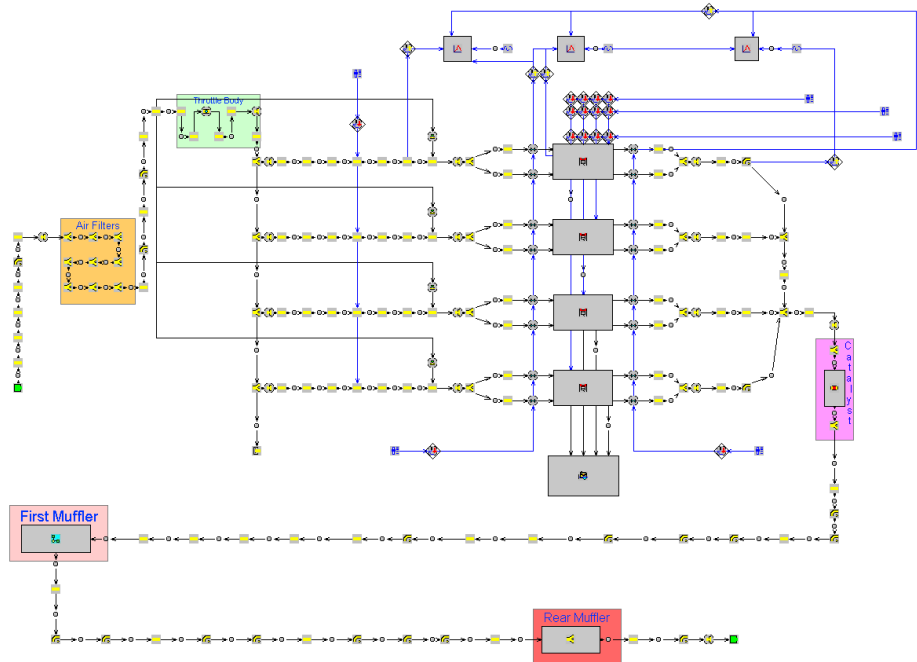 Throttle Body
Air Filters
Catalyst
First Muffler
Rear Muffler